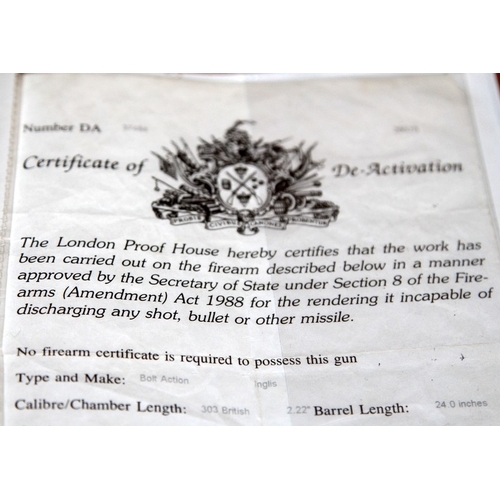 Number DA
Certificate of De-Activation
The London Proof House hereby certifies that the work has
been carried out on the firearm described below in a manner
approved by the Secretary of State under Section 8 of the Fire-
arms (Amendment) Act 1988 for the rendering it incapable of
discharging any shot, bullet or other missile.
No firearm certificate is required to possess this gun
Type and Make: Bolt Action Inglis
Calibre/Chamber Length: 303 British 2.22" Barrel Length: 24.0 inches